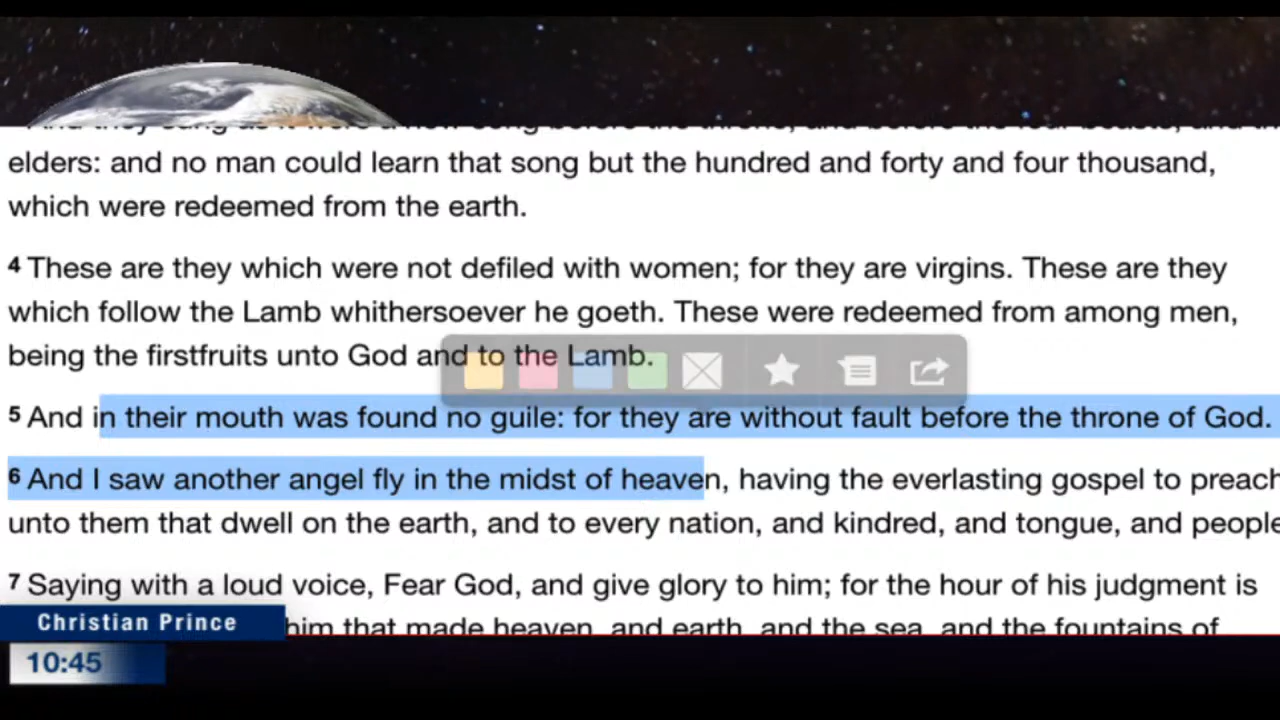 elders: and no man could learn that song but the hundred and forty and four thousand,
which were redeemed from the earth.
4 These are they which were not defiled with women; for they are virgins. These are they
which follow the Lamb whithersoever he goeth. These were redeemed from among men,
being the firstfruits unto God and to the Lamb.
5 And in their mouth was found no guile: for they are without fault before the throne of God.
6 And I saw another angel fly in the midst of heaven, having the everlasting gospel to preach
unto them that dwell on the earth, and to every nation, and kindred, and tongue, and people
7 Saying with a loud voice, Fear God, and give glory to him; for the hour of his judgment is
him that made heaven, and earth, and the sea, and the fountains of
Christian Prince
10:45